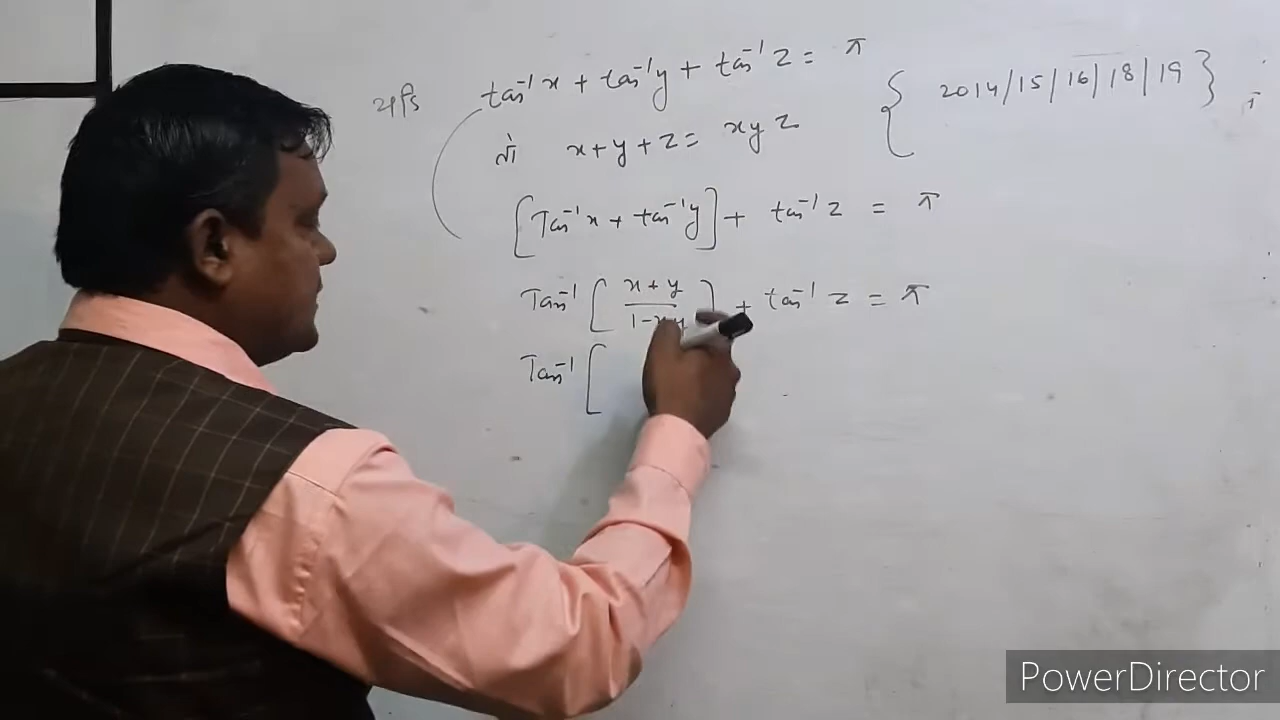 यदि tan⁻¹x + tan⁻¹y + tan⁻¹z = π { 2014/15/16/18/19 }
तो x+y+z = xyz
[Tan⁻¹x + tan⁻¹y] + tan⁻¹z = π
Tan⁻¹ [ x+y / 1-xy ] + tan⁻¹z = π
Tan⁻¹ [
PowerDirector